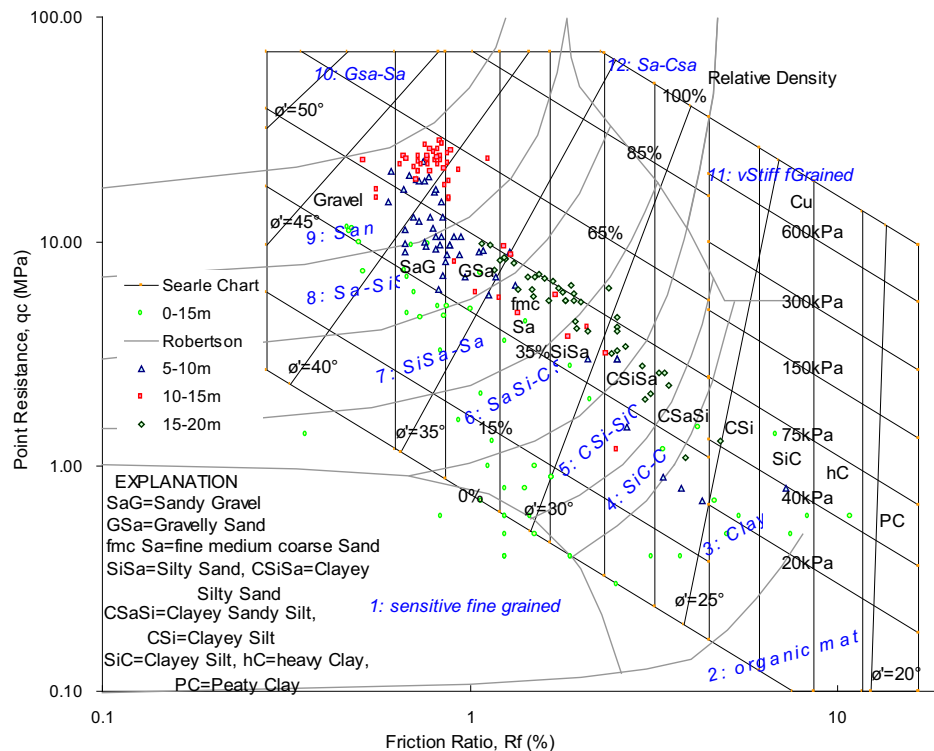 100.00
10.00
1.00
0.10
Point Resistance, qc (MPa)
0.1
1
10
Friction Ratio, Rf (%)
10: Gsa-Sa
12: Sa-Csa
Relative Density
100%
ø'=50°
85%
11: vStiff fGrained
Cu
Gravel
ø'=45°
9: San
65%
600kPa
SaG
GSa
8: Sa-SiS
300kPa
fmc
Sa
35%
SiSa
7: SiSa-Sa
150kPa
CSiSa
ø'=40°
6: SaSi-CS
CSaSi
CSi
75kPa
ø'=35°
15%
5: CSi-SiC
SiC
hC
4: SiC-C
0%
40kPa
ø'=30°
PC
3: Clay
20kPa
ø'=25°
1: sensitive fine grained
2: organic mat
ø'=20°
Searle Chart
0-15m
Robertson
5-10m
10-15m
15-20m
EXPLANATION
SaG=Sandy Gravel
GSa=Gravelly Sand
fmc Sa=fine medium coarse Sand
SiSa=Silty Sand, CSiSa=Clayey
Silty Sand
CSaSi=Clayey Sandy Silt,
CSi=Clayey Silt
SiC=Clayey Silt, hC=heavy Clay,
PC=Peaty Clay